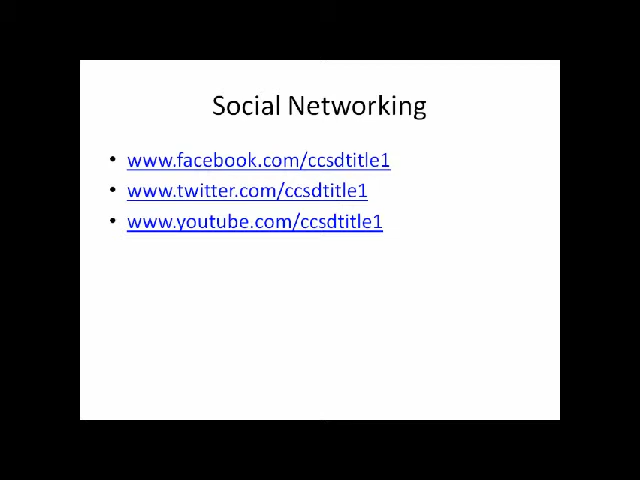 Social Networking
• www.facebook.com/ccsdtitle1
• www.twitter.com/ccsdtitle1
• www.youtube.com/ccsdtitle1